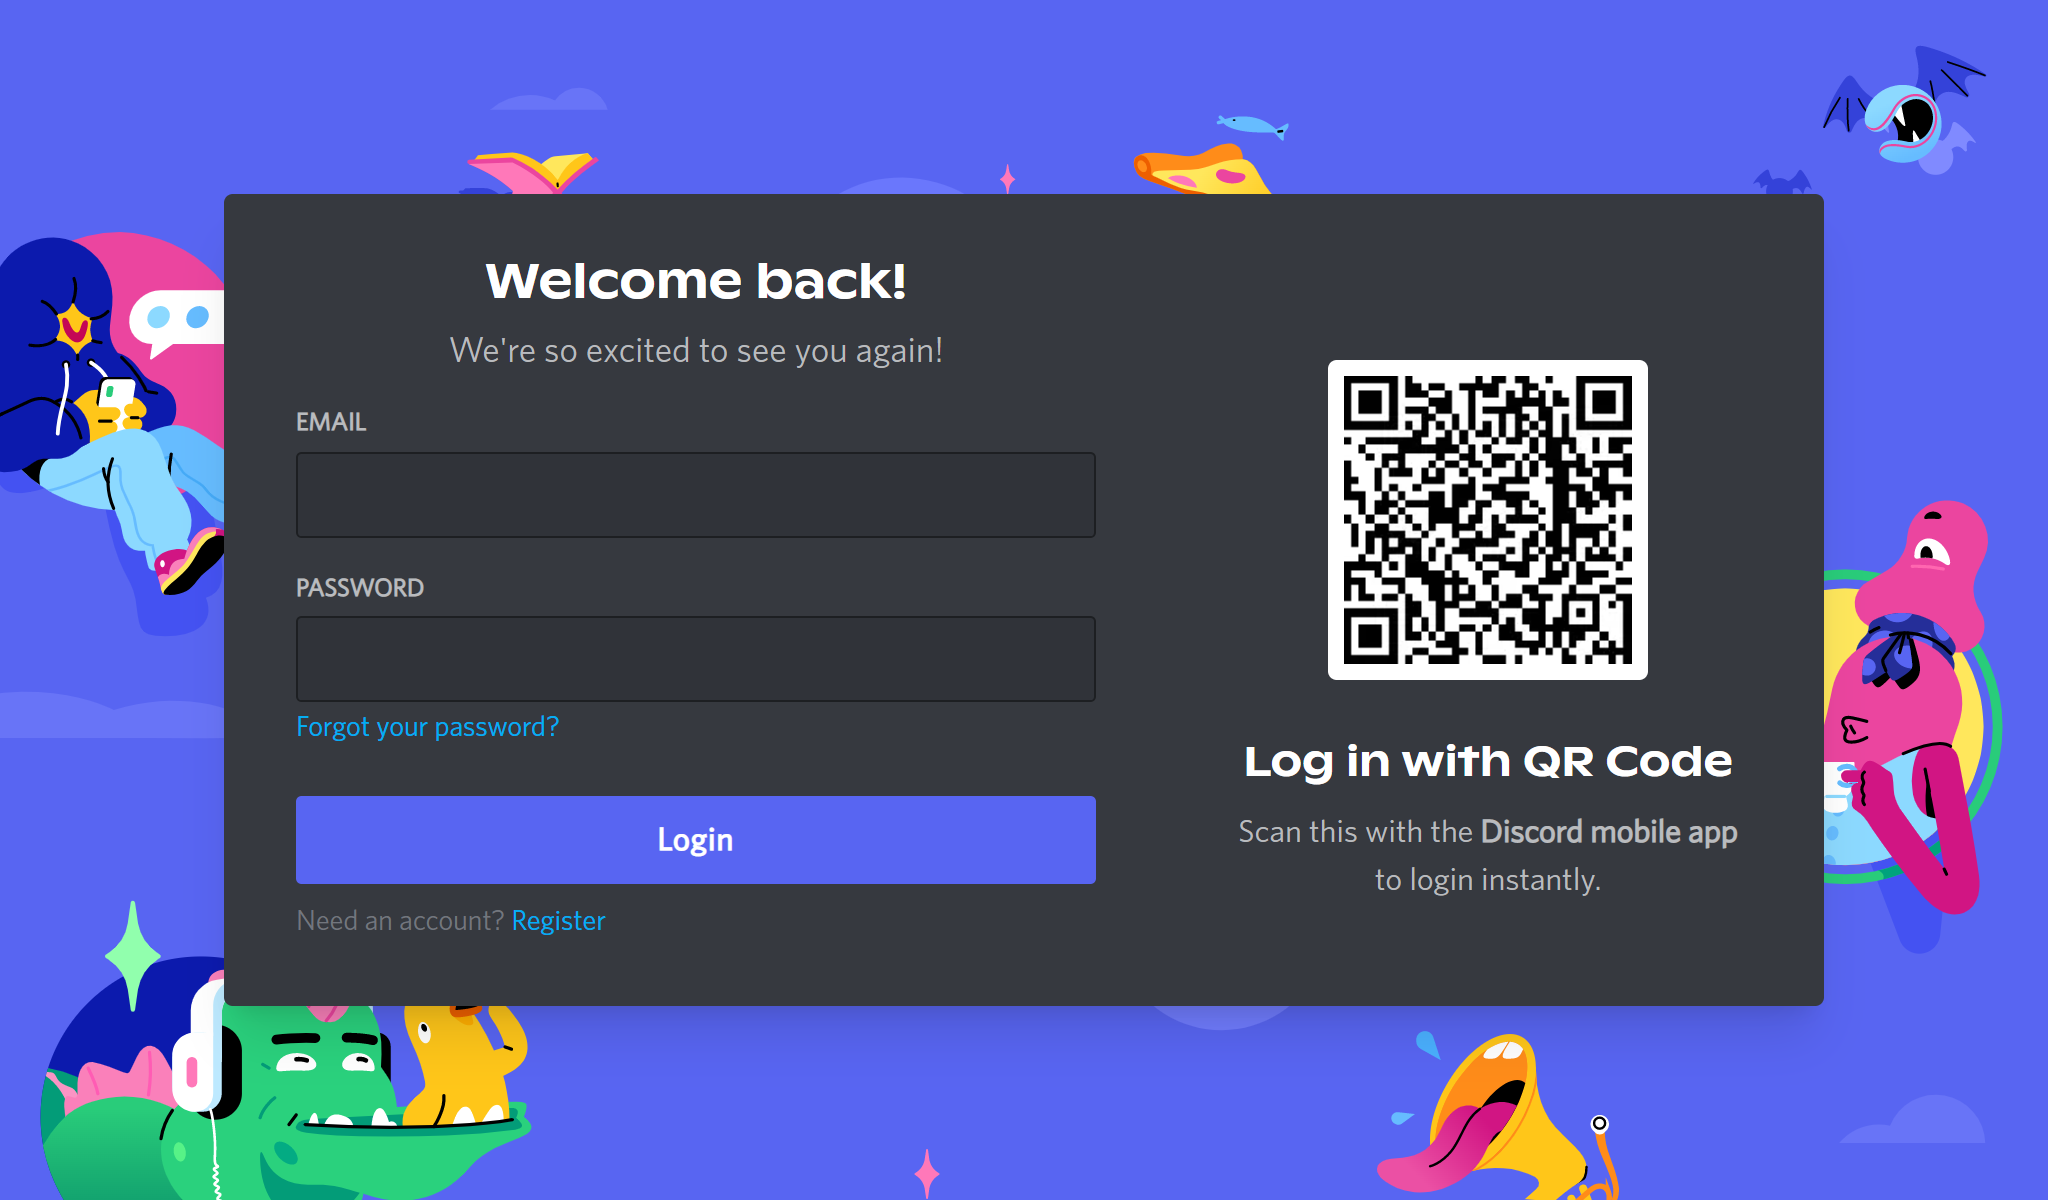 Welcome back!
We're so excited to see you again!
EMAIL
PASSWORD
Forgot your password?
Login
Need an account? Register
Log in with QR Code
Scan this with the Discord mobile app
to login instantly.